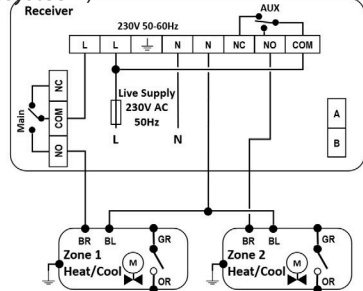 Receiver
230V 50-60Hz
AUX
L L N N NC NO COM
NC
COM
NO
Main
Live Supply
230V AC
50Hz
L N
A
B
BR BL GR
Zone 1
Heat/Cool
M
OR
BR BL GR
Zone 2
Heat/Cool
M
OR